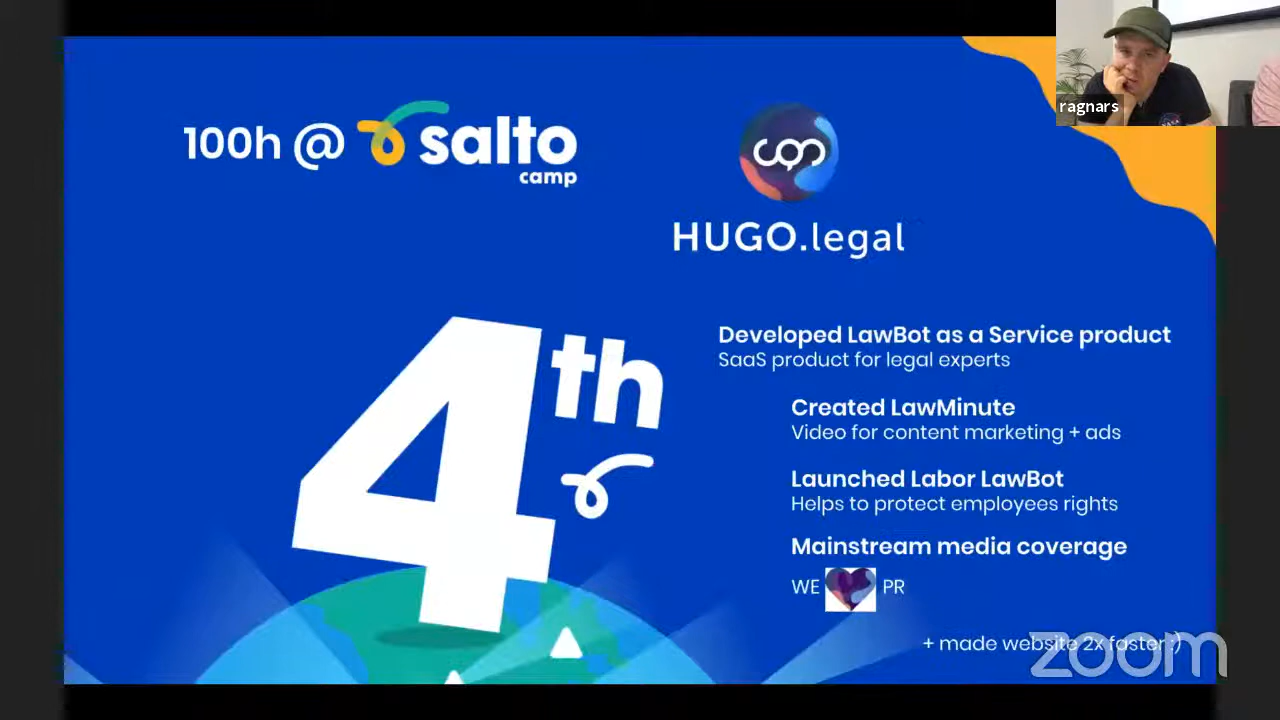 100h @ salto
camp
HUGO.legal
ragnars
4th
Developed LawBot as a Service product
SaaS product for legal experts
Created LawMinute
Video for content marketing + ads
Launched Labor LawBot
Helps to protect employees rights
Mainstream media coverage
WE PR
+ made website 2x faster :)
zoom